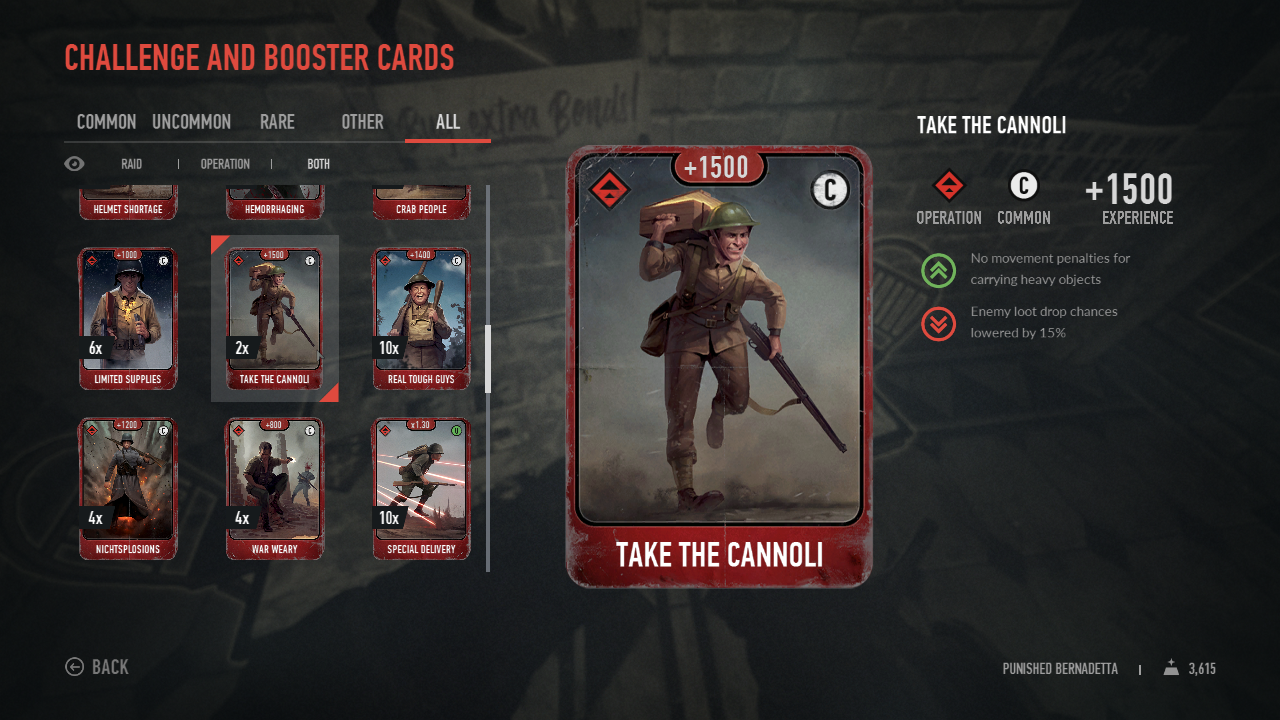 CHALLENGE AND BOOSTER CARDS
COMMON UNCOMMON RARE OTHER ALL
RAID | OPERATION | BOTH
HELMET SHORTAGE
HEMORRHAGING
CRAB PEOPLE
+1000
C
6x
LIMITED SUPPLIES
+1500
C
2x
TAKE THE CANNOLI
+1400
C
10x
REAL TOUGH GUYS
+1200
C
4x
NICHTSPLOSIONS
+800
C
4x
WAR WEARY
x1.30
U
10x
SPECIAL DELIVERY
+1500
C
TAKE THE CANNOLI
TAKE THE CANNOLI
C
+1500
OPERATION
COMMON
EXPERIENCE
No movement penalties for
carrying heavy objects
Enemy loot drop chances
lowered by 15%
extra Bonds!
BACK
PUNISHED BERNADETTA | 3,615